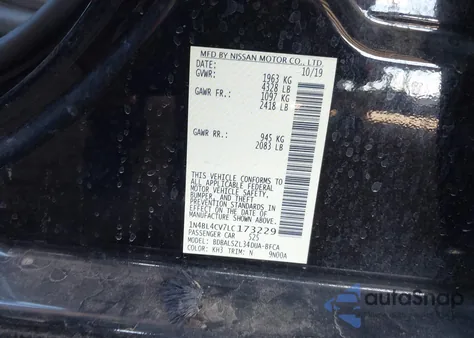 MFD BY NISSAN MOTOR CO., LTD.
DATE: 10/19
GVWR: 1963 KG
4328 LB
GAWR FR.: 1097 KG
2418 LB
GAWR RR.: 945 KG
2083 LB
THIS VEHICLE CONFORMS TO
ALL APPLICABLE FEDERAL
MOTOR VEHICLE SAFETY,
BUMPER, AND THEFT
PREVENTION STANDARDS
IN EFFECT ON THE DATE OF
MANUFACTURE SHOWN ABOVE.
1N4BL4CV7LC173229
PASSENGER CAR S25
MODEL: BDBALSZL34DUA-BFCA
COLOR: KH3 TRIM: N 9N00A
autoSnap